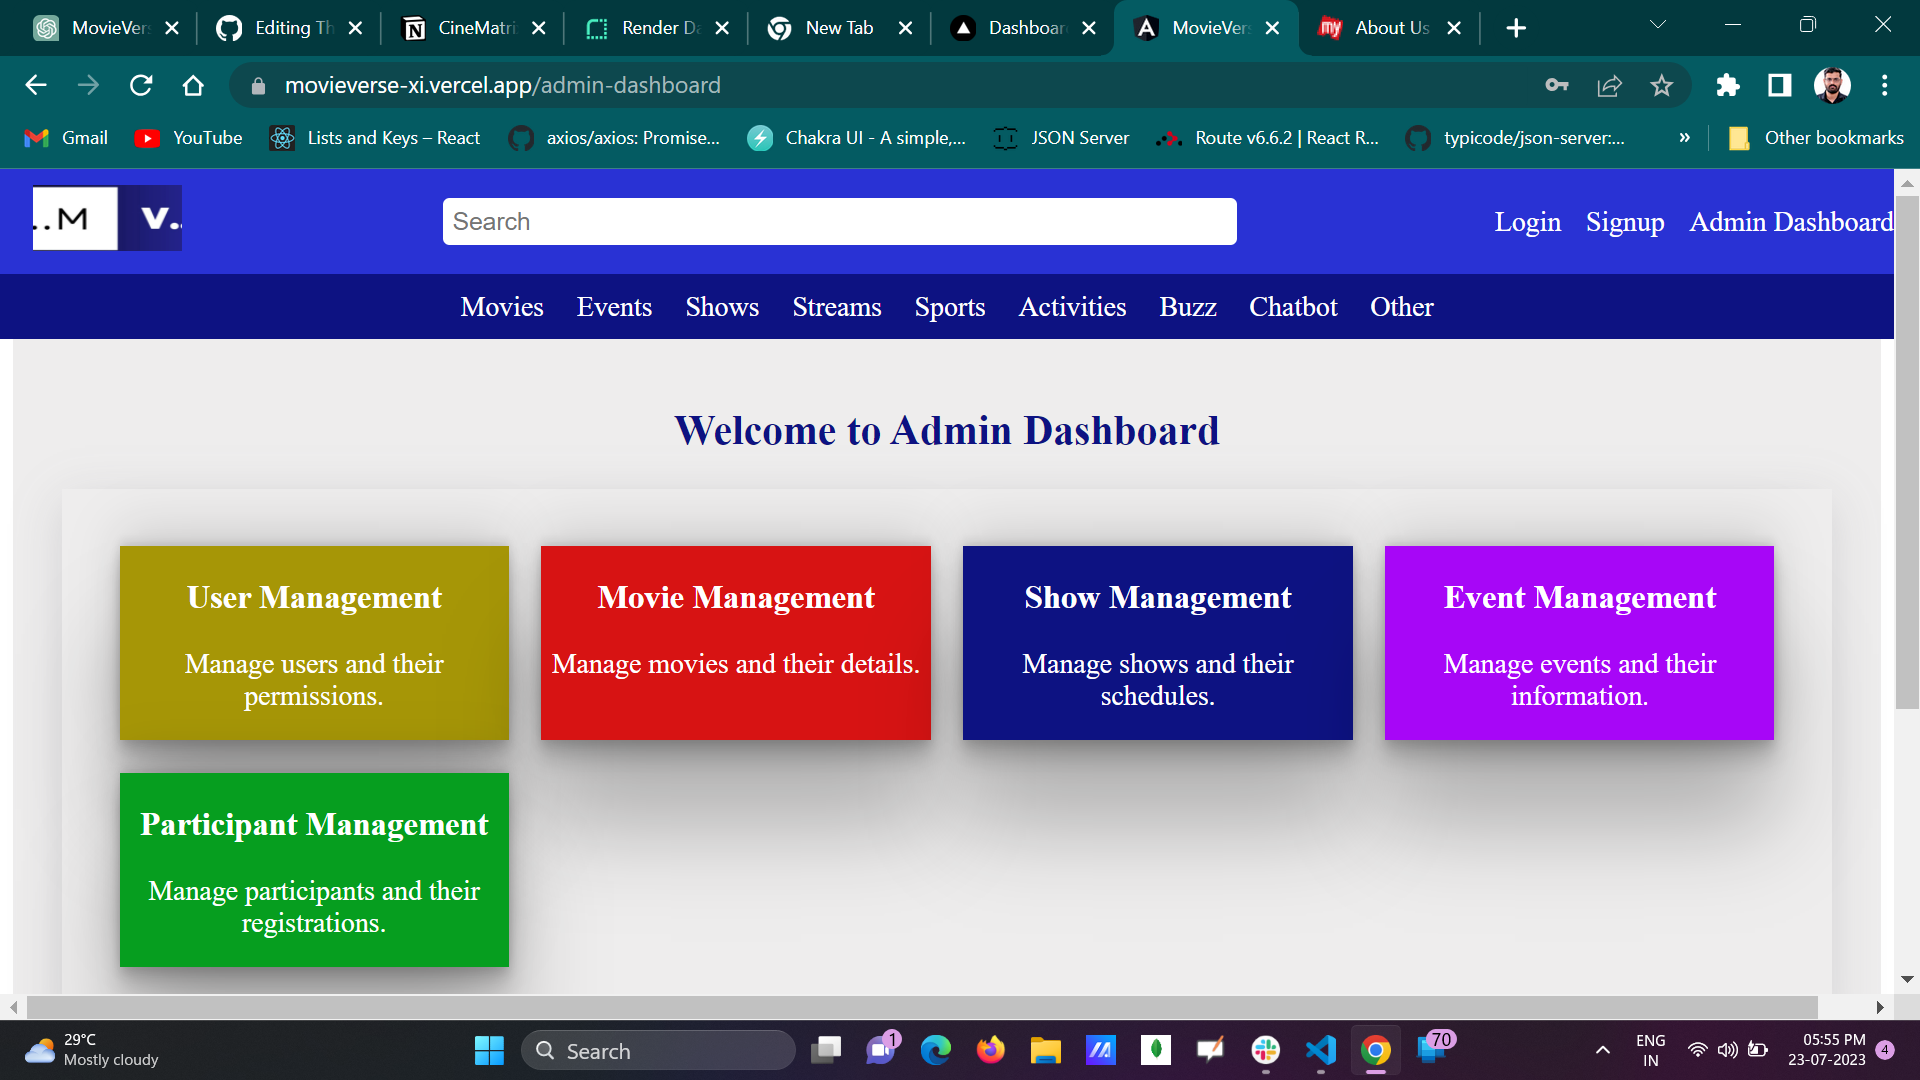 MovieVer
Editing Th
CineMatri
Render Da
New Tab
Dashboar
MovieVer
About Us
movieverse-xi.vercel.app/admin-dashboard
Gmail
YouTube
Lists and Keys – React
axios/axios: Promise...
Chakra UI - A simple,...
JSON Server
Route v6.6.2 | React R...
typicode/json-server:...
»
Other bookmarks
..M V..
Search
Login
Signup
Admin Dashboard
Movies
Events
Shows
Streams
Sports
Activities
Buzz
Chatbot
Other
Welcome to Admin Dashboard
User Management
Manage users and their
permissions.
Movie Management
Manage movies and their details.
Show Management
Manage shows and their
schedules.
Event Management
Manage events and their
information.
Participant Management
Manage participants and their
registrations.
29°C
Mostly cloudy
Search
1
70
ENG
IN
05:55 PM
23-07-2023
4